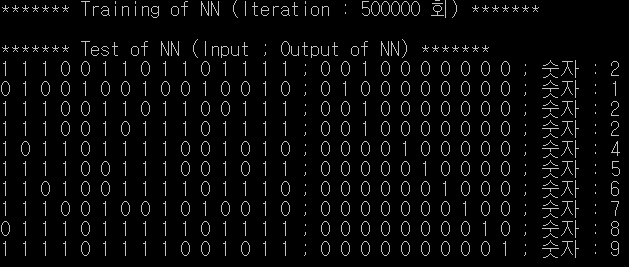 ******* Training of NN (Iteration : 500000 회) *******
******* Test of NN (Input ; Output of NN) *******
1 1 1 0 0 1 1 0 1 1 1 0 1 1 1 ; 0 0 1 0 0 0 0 0 0 0 ; 숫자 : 2
0 1 0 0 1 0 0 1 0 0 1 0 0 1 0 ; 0 1 0 0 0 0 0 0 0 0 ; 숫자 : 1
1 1 1 0 0 1 1 0 1 1 1 0 0 1 1 ; 0 0 1 0 0 0 0 0 0 0 ; 숫자 : 2
1 1 1 0 0 1 0 1 1 1 1 0 1 1 1 ; 0 0 1 0 0 0 0 0 0 0 ; 숫자 : 2
1 0 1 1 0 1 1 1 1 0 0 1 0 1 0 ; 0 0 0 0 1 0 0 0 0 0 ; 숫자 : 4
1 1 1 1 0 0 1 1 1 0 0 1 0 1 1 ; 0 0 0 0 0 1 0 0 0 0 ; 숫자 : 5
1 1 0 1 0 0 1 1 1 1 0 1 1 1 0 ; 0 0 0 0 0 0 1 0 0 0 ; 숫자 : 6
1 1 1 0 0 1 0 0 1 0 1 0 0 1 0 ; 0 0 0 0 0 0 0 1 0 0 ; 숫자 : 7
0 1 1 1 0 1 1 1 1 1 0 1 1 1 0 ; 0 0 0 0 0 0 0 0 1 0 ; 숫자 : 8
1 1 1 1 0 1 1 1 1 0 0 1 0 1 0 ; 0 0 0 0 0 0 0 0 0 1 ; 숫자 : 9